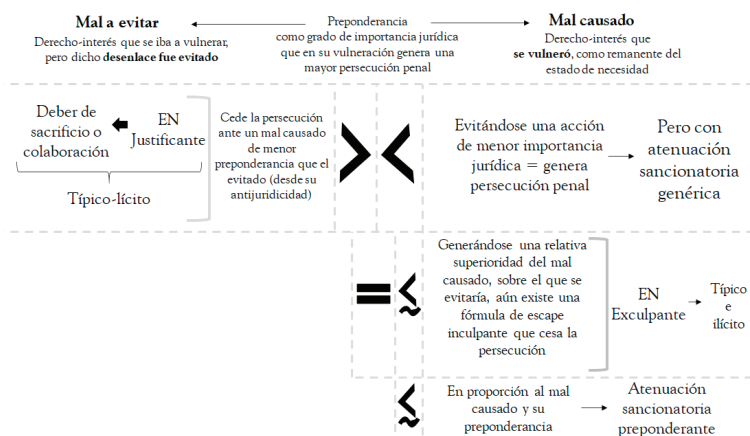 Mal a evitar
Derecho-interés que se iba a vulnerar,
pero dicho desenlace fue evitado
Preponderancia
como grado de importancia jurídica
que en su vulneración genera una
mayor persecución penal
Mal causado
Derecho-interés que
se vulneró, como remanente del
estado de necesidad
Deber de
sacrificio o
colaboración
EN
Justificante
Típico-lícito
Cede la persecución
ante un mal causado
de menor
preponderancia que el
evitado (desde su
antijuridicidad)
> <
Evitándose una acción
de menor importancia
jurídica = genera
persecución penal
Pero con
atenuación
sancionatoria
genérica
= <
~
Generándose una relativa
superioridad del mal
causado, sobre el que se
evitaría, aún existe una
fórmula de escape
inculpante que cesa la
persecución
EN
Exculpante
Típico
e
ilícito
<
~
En proporción al mal
causado y su
preponderancia
Atenuación
sancionatoria
preponderante